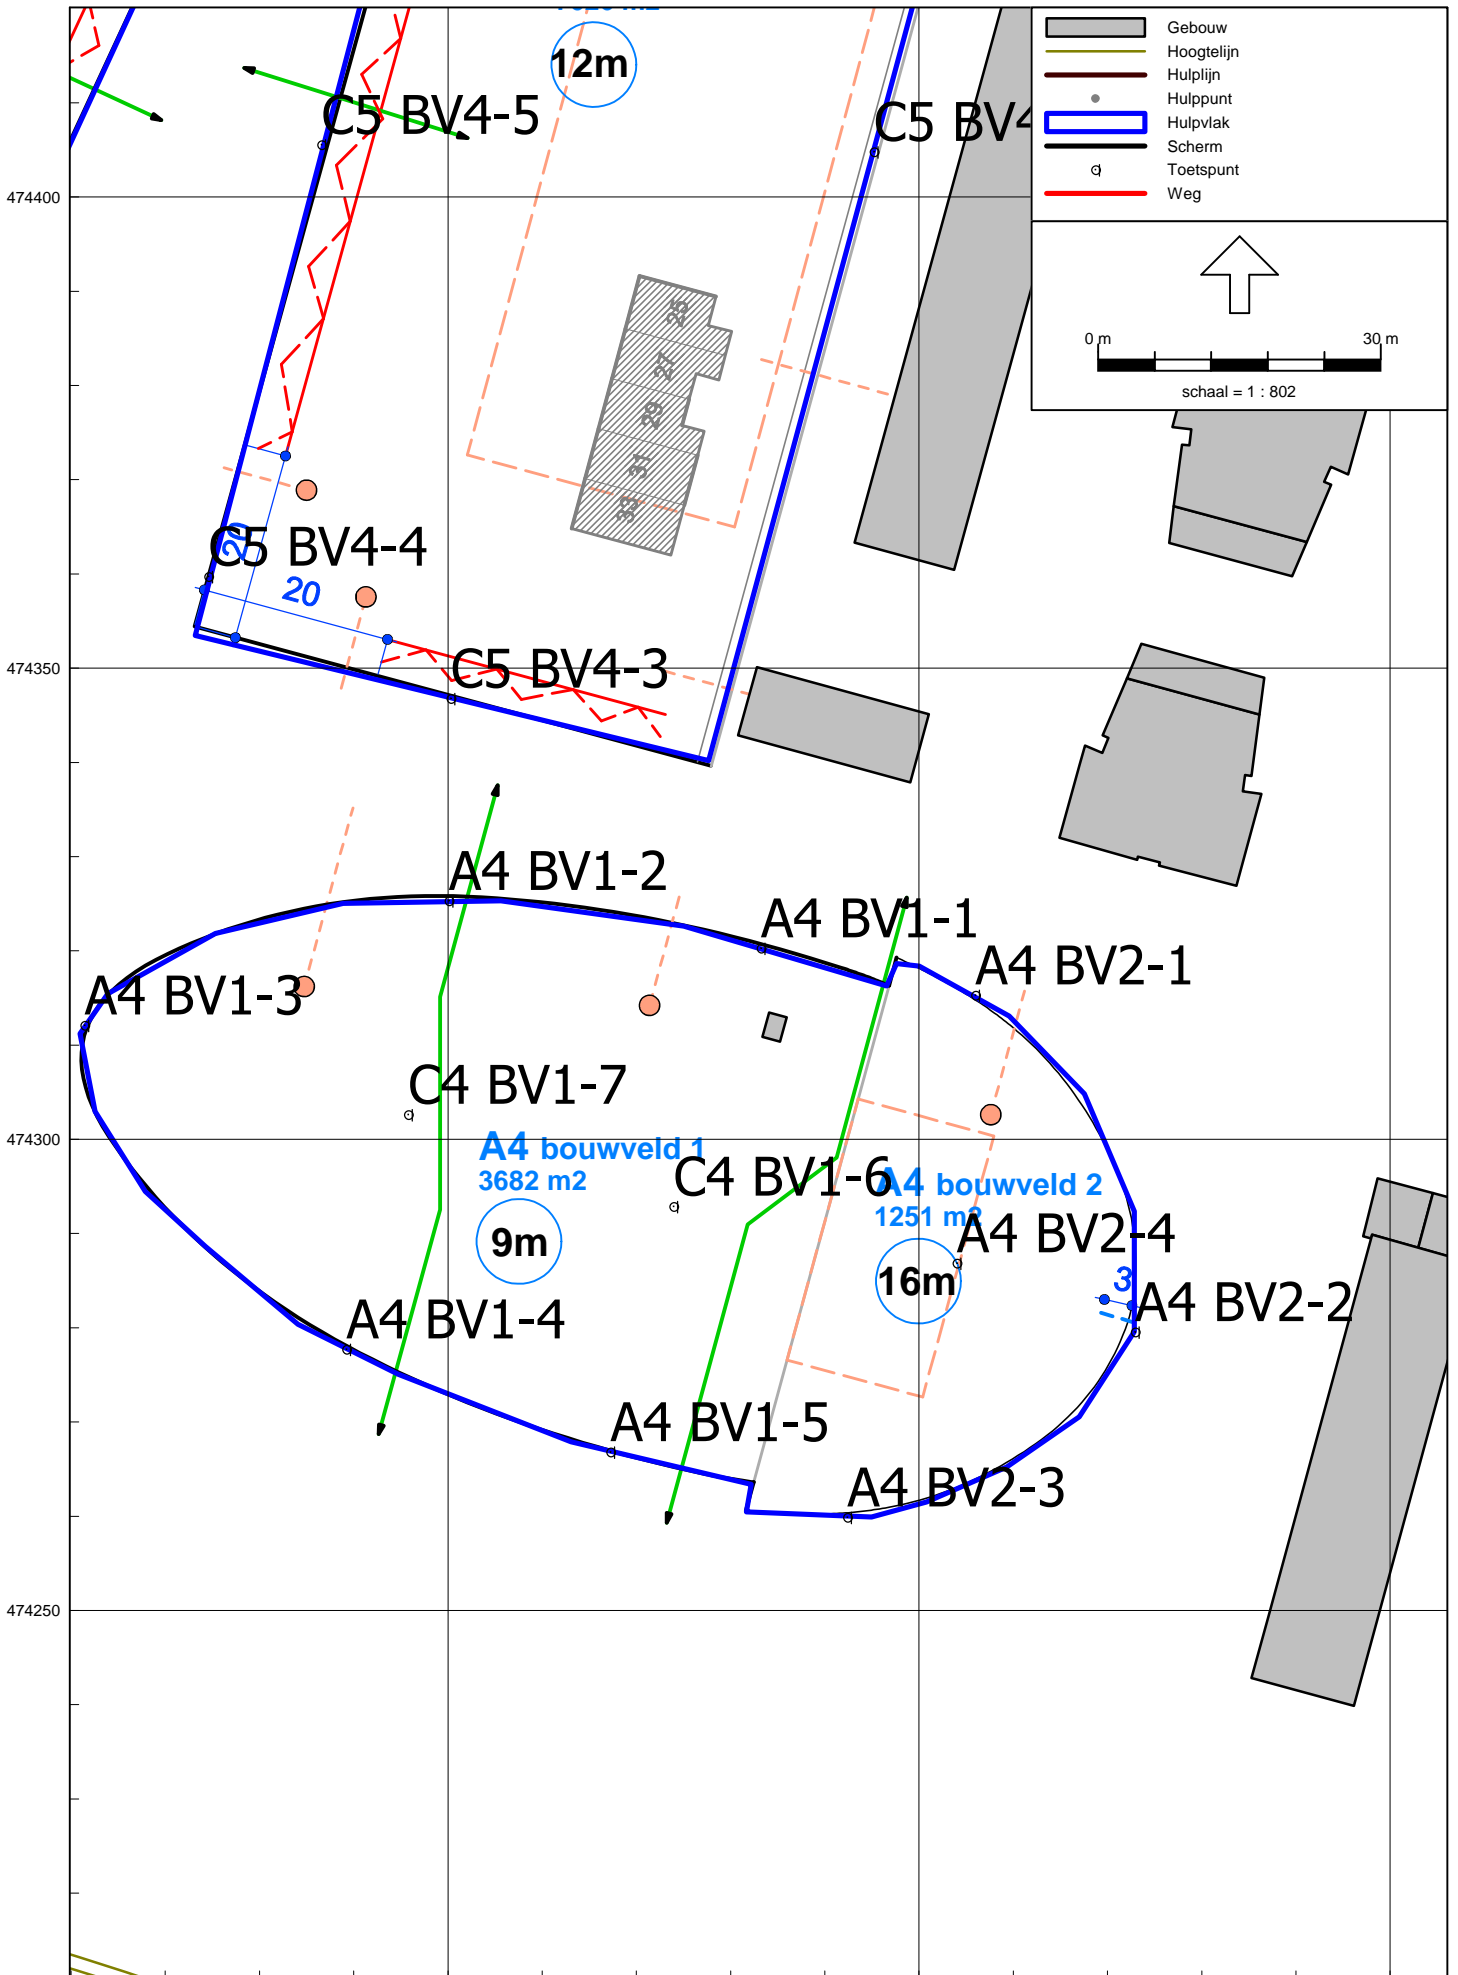 12m
Gebouw
Hoogtelijn
Hulplijn
Hulppunt
Hulpvlak
Scherm
Toetspunt
Weg
C5 BV4-5
C5 BV4
474400
0 m
30 m
schaal = 1 : 802
25
27
29
31
33
20
C5 BV4-4
20
474350
C5 BV4-3
A4 BV1-2
A4 BV1-1
A4 BV2-1
A4 BV1-3
C4 BV1-7
474300
A4 bouwveld 1
3682 m2
C4 BV1-6
A4 bouwveld 2
1251 m2
9m
A4 BV2-4
16m
3
A4 BV2-2
A4 BV1-4
A4 BV1-5
A4 BV2-3
474250